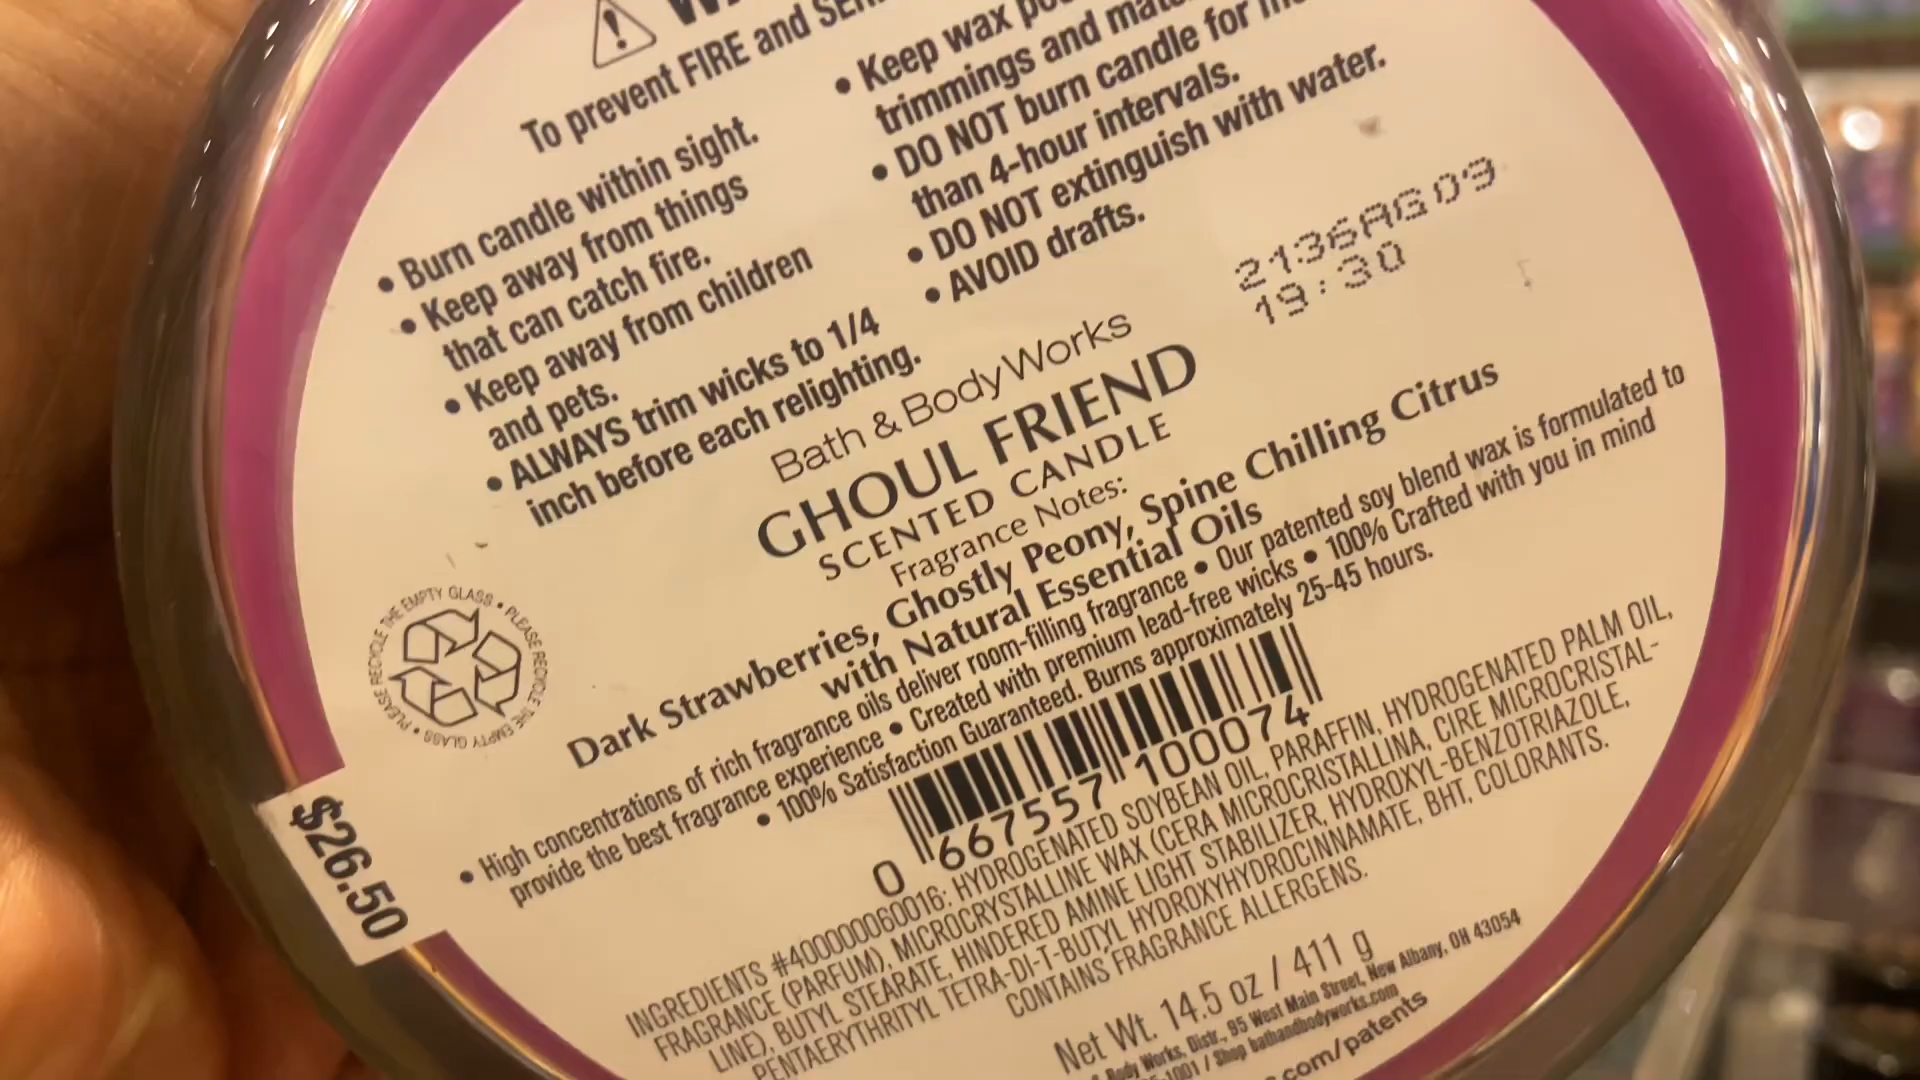 To prevent FIRE and
• Burn candle within sight.
• Keep away from things
that can catch fire.
• Keep away from children
and pets.
• ALWAYS trim wicks to 1/4
inch before each relighting.
• Keep wax
trimmings and
• DO NOT burn candle for
than 4-hour intervals.
• DO NOT extinguish with water.
• AVOID drafts.
2136AG09
19:30
Bath & Body Works
GHOUL FRIEND
SCENTED CANDLE
Fragrance Notes:
Dark Strawberries, Ghostly Peony, Spine Chilling Citrus
with Natural Essential Oils
• High concentrations of rich fragrance oils deliver room-filling fragrance • Our patented soy blend wax is formulated to
provide the best fragrance experience • Created with premium lead-free wicks • 100% Crafted with you in mind
• 100% Satisfaction Guaranteed. Burns approximately 25-45 hours.
PLEASE RECYCLE THE EMPTY GLASS • PLEASE RECYCLE THE EMPTY GLASS •
$26.50
0 667557 100074
INGREDIENTS #400000060016: HYDROGENATED SOYBEAN OIL, PARAFFIN, HYDROGENATED PALM OIL,
FRAGRANCE (PARFUM), MICROCRYSTALLINE WAX (CERA MICROCRISTALLINA, CIRE MICROCRISTAL-
LINE), BUTYL STEARATE, HINDERED AMINE LIGHT STABILIZER, HYDROXYL-BENZOTRIAZOLE,
PENTAERYTHRITYL TETRA-DI-T-BUTYL HYDROXYHYDROCINNAMATE, BHT, COLORANTS.
CONTAINS FRAGRANCE ALLERGENS.
Net Wt. 14.5 oz / 411 g
Body Works, Distr., 95 West Main Street, New Albany, OH 43054
-1001 / Shop bathandbodyworks.com
.com/patents